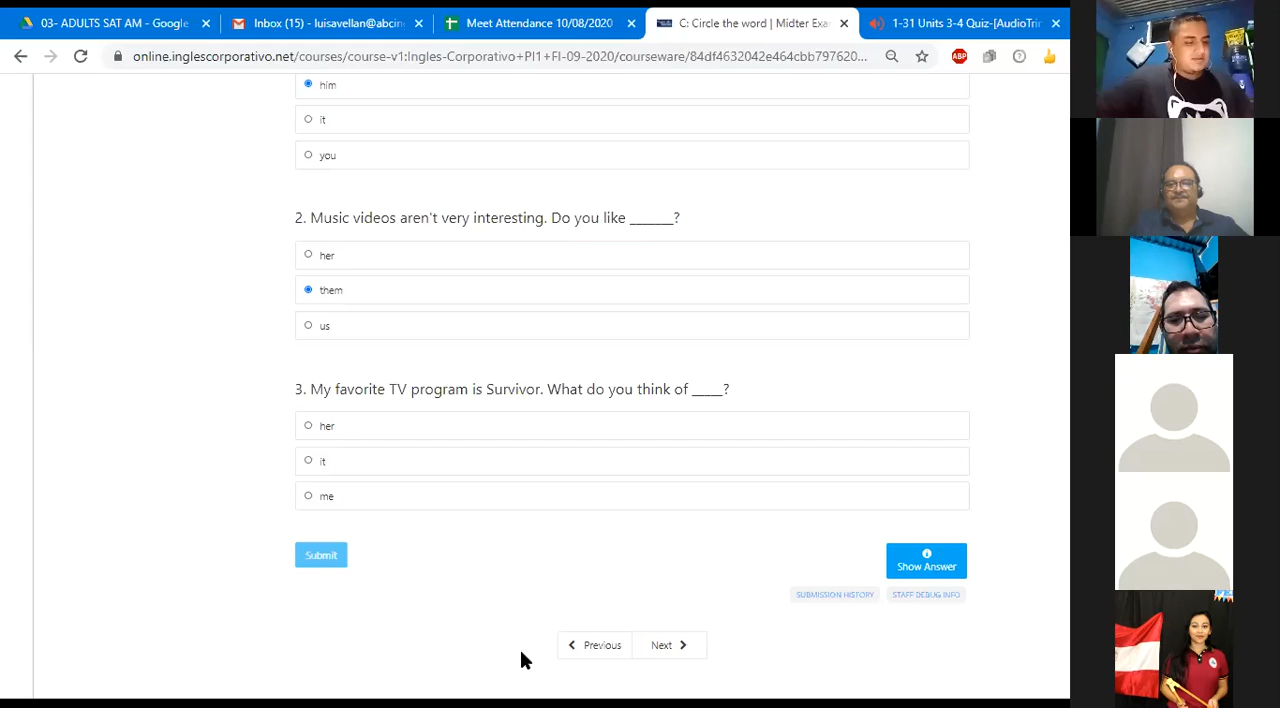 03- ADULTS SAT AM - Google
Inbox (15) - luisavellan@abcin
Meet Attendance 10/08/2020
C: Circle the word | Midter Exa
1-31 Units 3-4 Quiz-[AudioTri
online.inglescorporativo.net/courses/course-v1:Ingles-Corporativo+PI1+FI-09-2020/courseware/84df4632042e464cbb797620...
ABP
him
it
you
2. Music videos aren't very interesting. Do you like _______?
her
them
us
3. My favorite TV program is Survivor. What do you think of _____?
her
it
me
Submit
Show Answer
SUBMISSION HISTORY
STAFF DEBUG INFO
Previous
Next